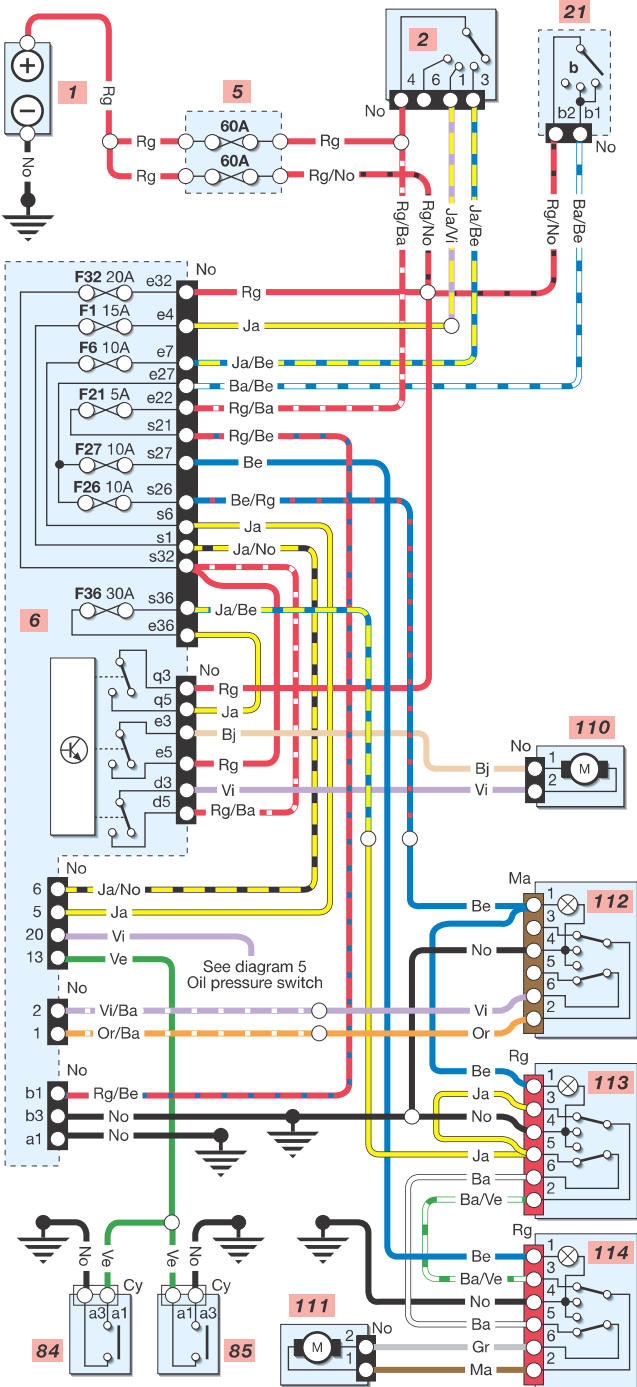 21
2
b
4 6 1 3
b2 b1
No
No
1
Rg
5
60A
Rg
Rg
60A
Rg
Rg/No
No
Rg/Ba
Rg/No
Ja/Vi
Ja/Be
Rg/No
Ba/Be
No
F32 20A e32 Rg
F1 15A e4 Ja
F6 10A e7 Ja/Be
e27 Ba/Be
F21 5A e22 Rg/Ba
s21 Rg/Be
F27 10A s27 Be
F26 10A s26 Be/Rg
s6 Ja
s1 Ja/No
s32
F36 30A s36 Ja/Be
e36
6
No
q3 Rg
q5 Ja
e3 Bj
e5 Rg
d3 Vi
d5 Rg/Ba
110
No
Bj 1
Vi 2
M
No
6 Ja/No
5 Ja
20 Vi
13 Ve
See diagram 5
Oil pressure switch
No
2 Vi/Ba
1 Or/Ba
No
b1 Rg/Be
b3 No
a1 No
Ma
112
Be 1
3
No 4
5
6
Vi 2
Or
Rg
113
Be 1
Ja 3
No 4
5
Ja 6
Ba 2
Ba/Ve
Rg
114
Be 1
Ba/Ve 3
No 4
5
Ba 6
Gr 2
Ma
No
Ve
Ve
No
Cy
Cy
a3 a1
a1 a3
84
85
111
No
M
2
1